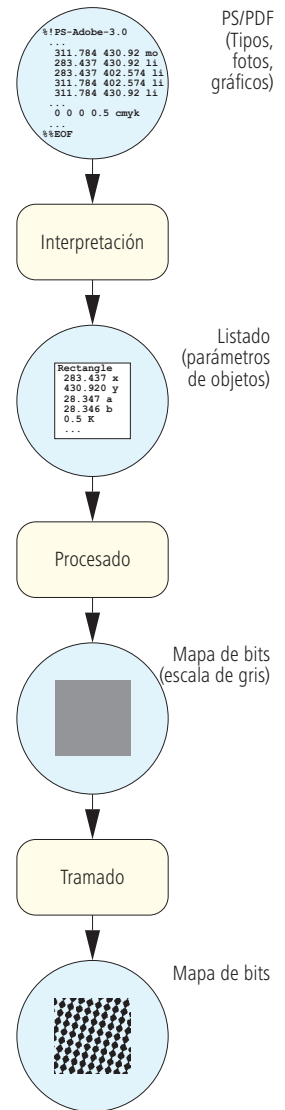 %!PS-Adobe-3.0
...
311.784 430.92 mo
283.437 430.92 li
283.437 402.574 li
311.784 402.574 li
311.784 430.92 li
...
0 0 0 0.5 cmyk
...
%%EOF
PS/PDF
(Tipos,
fotos,
gráficos)
Interpretación
Listado
(parámetros
de objetos)
Rectangle
283.437 x
430.920 y
28.347 a
28.346 b
0.5 K
...
Procesado
Mapa de bits
(escala de gris)
Tramado
Mapa de bits